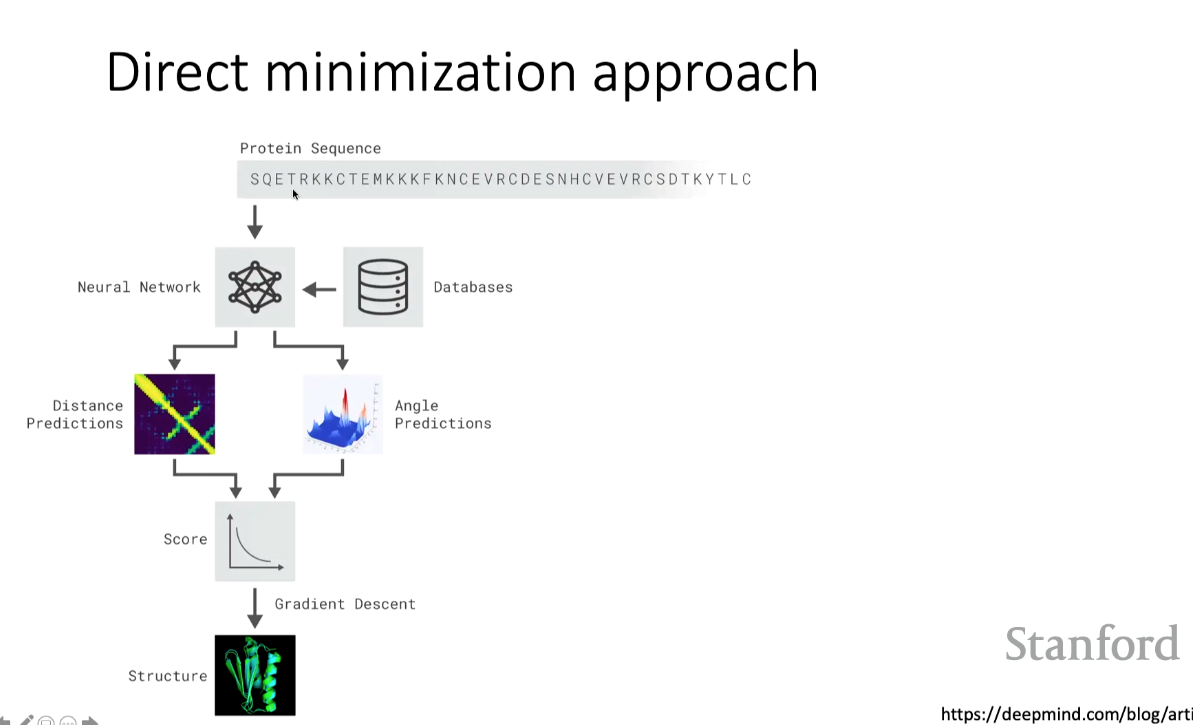 Direct minimization approach
Protein Sequence
SQETRKKCTEMKKKFKNCEVRCDESNHCVEVRCSDTKYTLC
Neural Network
Databases
Distance
Predictions
Angle
Predictions
Score
Gradient Descent
Structure
Stanford
https://deepmind.com/blog/arti